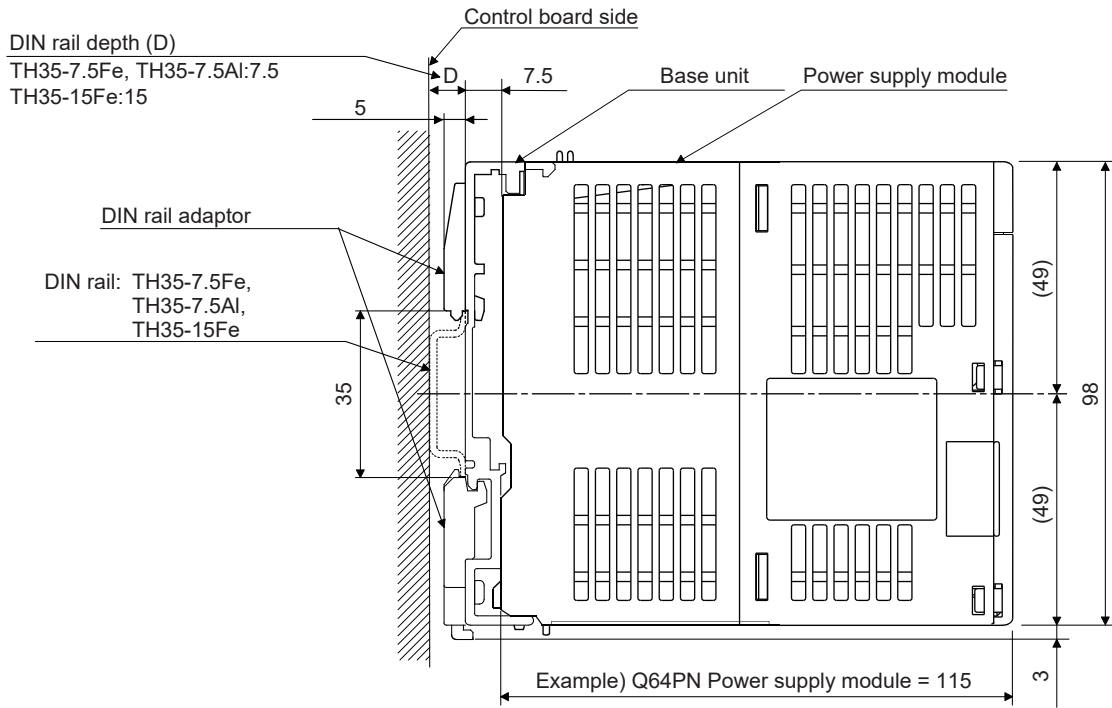 Control board side
DIN rail depth (D)
TH35-7.5Fe, TH35-7.5Al:7.5
TH35-15Fe:15
D
7.5
Base unit
Power supply module
5
DIN rail adaptor
DIN rail: TH35-7.5Fe,
TH35-7.5Al,
TH35-15Fe
35
(49)
98
(49)
3
Example) Q64PN Power supply module = 115